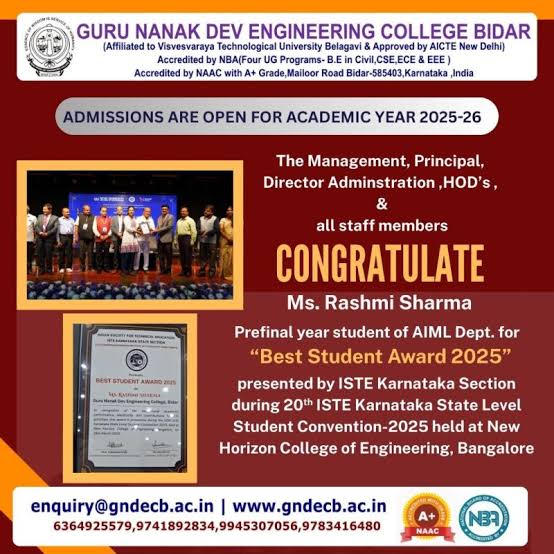 GURU NANAK DEV ENGINEERING COLLEGE BIDAR
(Affiliated to Visvesvaraya Technological University Belagavi & Approved by AICTE New Delhi)
Accredited by NBA(Four UG Programs- B.E in Civil,CSE,ECE & EEE )
Accredited by NAAC with A+ Grade,Mailoor Road Bidar-585403,Karnataka ,India
ADMISSIONS ARE OPEN FOR ACADEMIC YEAR 2025-26
The Management, Principal,
Director Adminstration ,HOD's ,
&
all staff members
CONGRATULATE
Ms. Rashmi Sharma
Prefinal year student of AIML Dept. for
“Best Student Award 2025”
presented by ISTE Karnataka Section
during 20th ISTE Karnataka State Level
Student Convention-2025 held at New
Horizon College of Engineering, Bangalore
INDIAN SOCIETY FOR TECHNICAL EDUCATION
ISTE KARNATAKA STATE SECTION
BEST STUDENT AWARD 2025
Ms. Rashmi Sharma
Guru Nanak Dev Engineering College, Bidar
enquiry@gndecb.ac.in | www.gndecb.ac.in
6364925579,9741892834,9945307056,9783416480
A+
NAAC
NBA